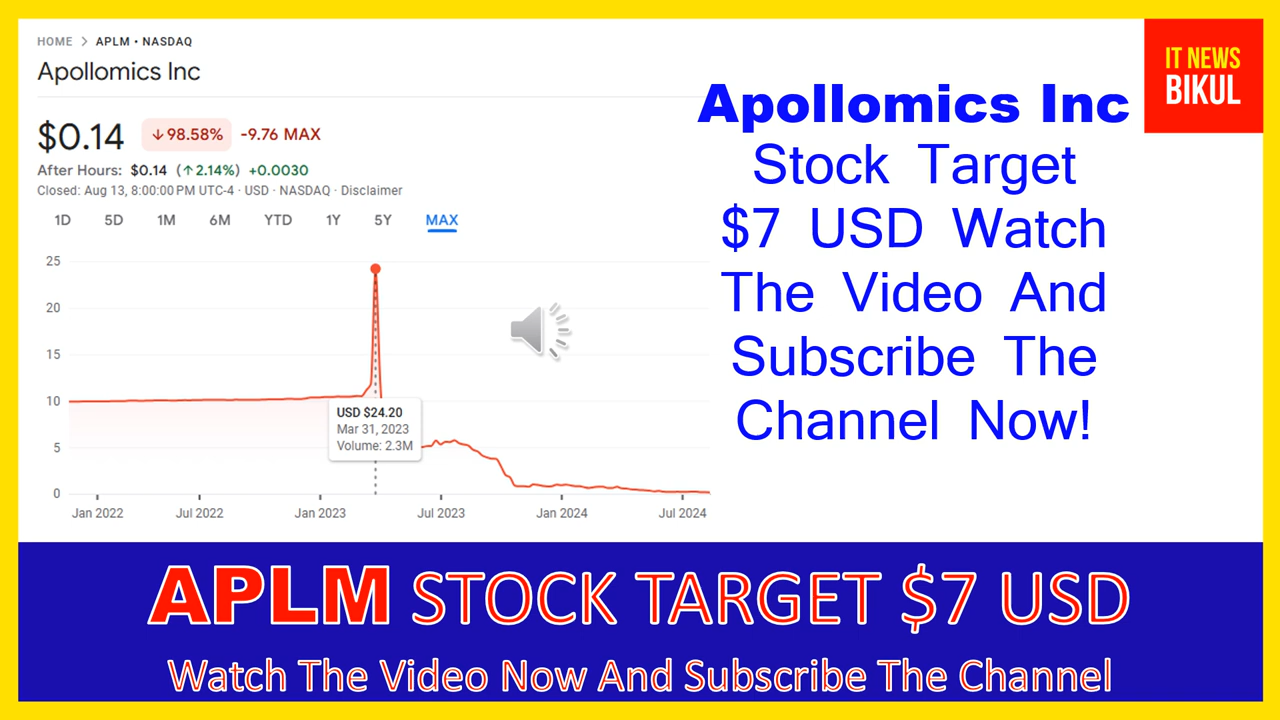 HOME > APLM • NASDAQ
Apollomics Inc
$0.14 ↓98.58% -9.76 MAX
After Hours: $0.14 (↑2.14%) +0.0030
Closed: Aug 13, 8:00:00 PM UTC-4 · USD · NASDAQ · Disclaimer
1D 5D 1M 6M YTD 1Y 5Y MAX
25
20
15
10
5
0
USD $24.20
Mar 31, 2023
Volume: 2.3M
Jan 2022 Jul 2022 Jan 2023 Jul 2023 Jan 2024 Jul 2024
IT NEWS
BIKUL
Apollomics Inc
Stock Target
$7 USD Watch
The Video And
Subscribe The
Channel Now!
APLM STOCK TARGET $7 USD
Watch The Video Now And Subscribe The Channel